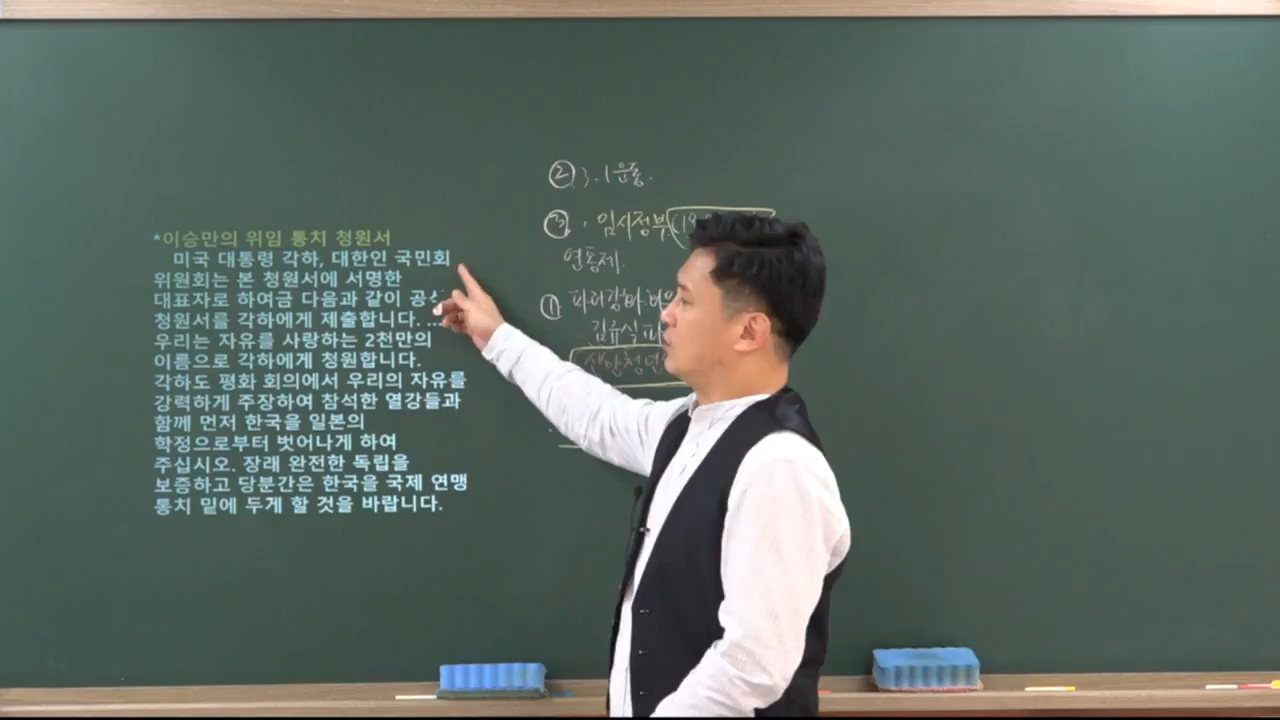 *이승만의 위임 통치 청원서
미국 대통령 각하, 대한인 국민회
위원회는 본 청원서에 서명한
대표자로 하여금 다음과 같이 공식
청원서를 각하에게 제출합니다. ...
우리는 자유를 사랑하는 2천만의
이름으로 각하에게 청원합니다.
각하도 평화 회의에서 우리의 자유를
강력하게 주장하여 참석한 열강들과
함께 먼저 한국을 일본의
학정으로부터 벗어나게 하여
주십시오. 장래 완전한 독립을
보증하고 당분간은 한국을 국제 연맹
통치 밑에 두게 할 것을 바랍니다.
② 3.1운동.
③ · 임시정부(19
연통제.
① 파리강화
김규식 파
신한청년